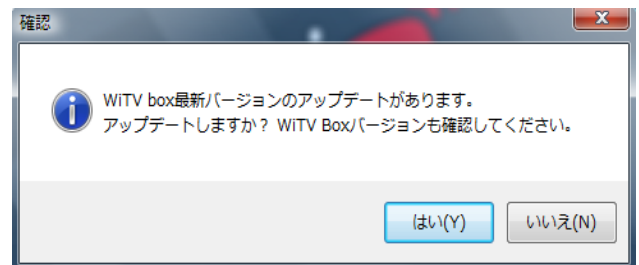 確認
WiTV box最新バージョンのアップデートがあります。
アップデートしますか? WiTV Boxバージョンも確認してください。
はい(Y)
いいえ(N)